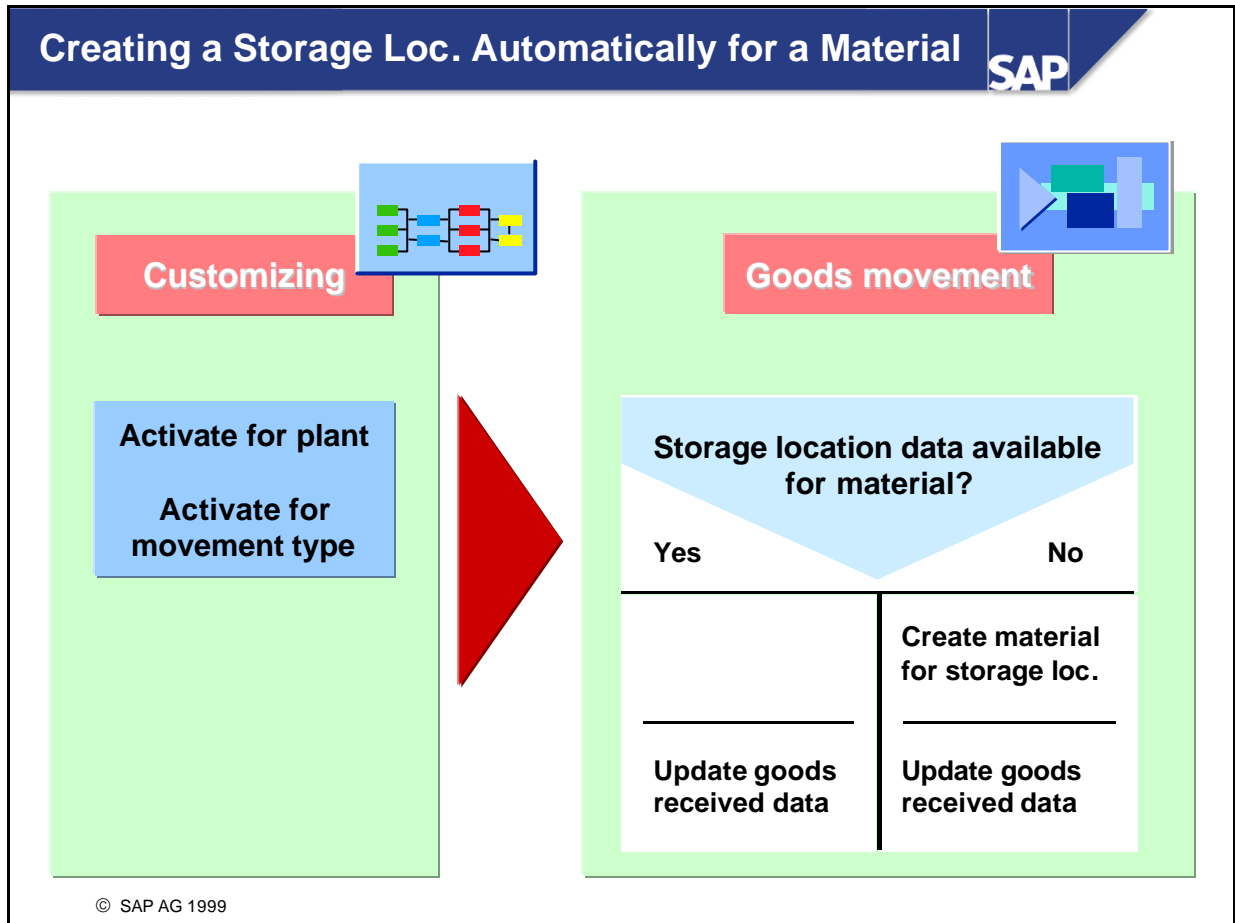 Creating a Storage Loc. Automatically for a Material
SAP
Customizing
Activate for plant
Activate for
movement type
Goods movement
Storage location data available
for material?
Yes
No
Create material
for storage loc.
Update goods
received data
Update goods
received data
© SAP AG 1999